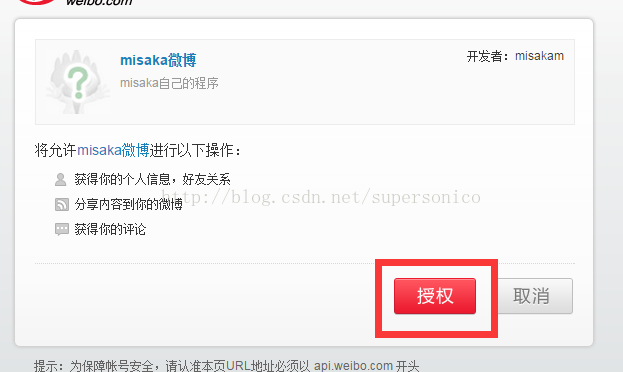 weibo.com
misaka微博
开发者：misakam
misaka自己的程序
将允许misaka微博进行以下操作：
获得你的个人信息，好友关系
http://blog.csdn.net/supersonico
分享内容到你的微博
获得你的评论
授权
取消
提示：为保障帐号安全，请认准本页URL地址必须以 api.weibo.com 开头